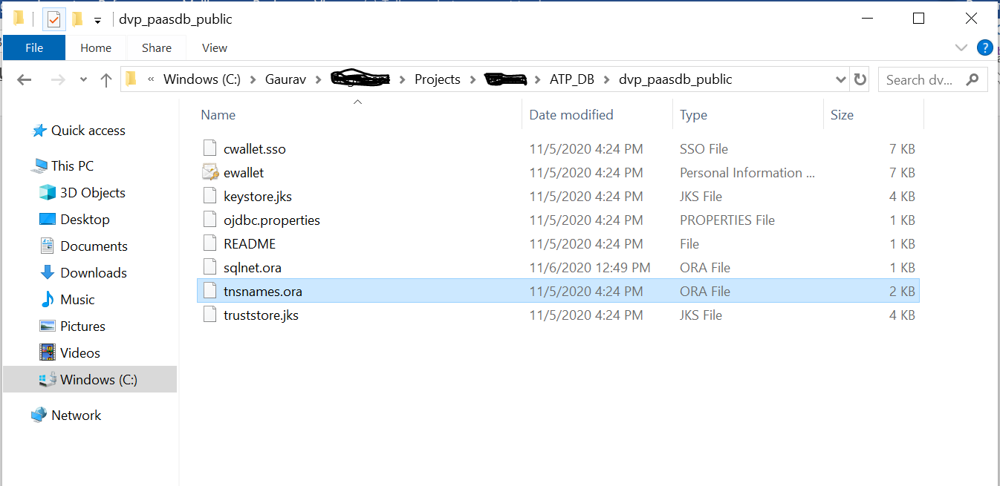 dvp_paasdb_public
File Home Share View
« Windows (C:) > Gaurav > > Projects > > ATP_DB > dvp_paasdb_public Search dv...
Name Date modified Type Size
Quick access
This PC
3D Objects
Desktop
Documents
Downloads
Music
Pictures
Videos
Windows (C:)
Network
cwallet.sso 11/5/2020 4:24 PM SSO File 7 KB
ewallet 11/5/2020 4:24 PM Personal Information ... 7 KB
keystore.jks 11/5/2020 4:24 PM JKS File 4 KB
ojdbc.properties 11/5/2020 4:24 PM PROPERTIES File 1 KB
README 11/5/2020 4:24 PM File 1 KB
sqlnet.ora 11/6/2020 12:49 PM ORA File 1 KB
tnsnames.ora 11/5/2020 4:24 PM ORA File 2 KB
truststore.jks 11/5/2020 4:24 PM JKS File 4 KB